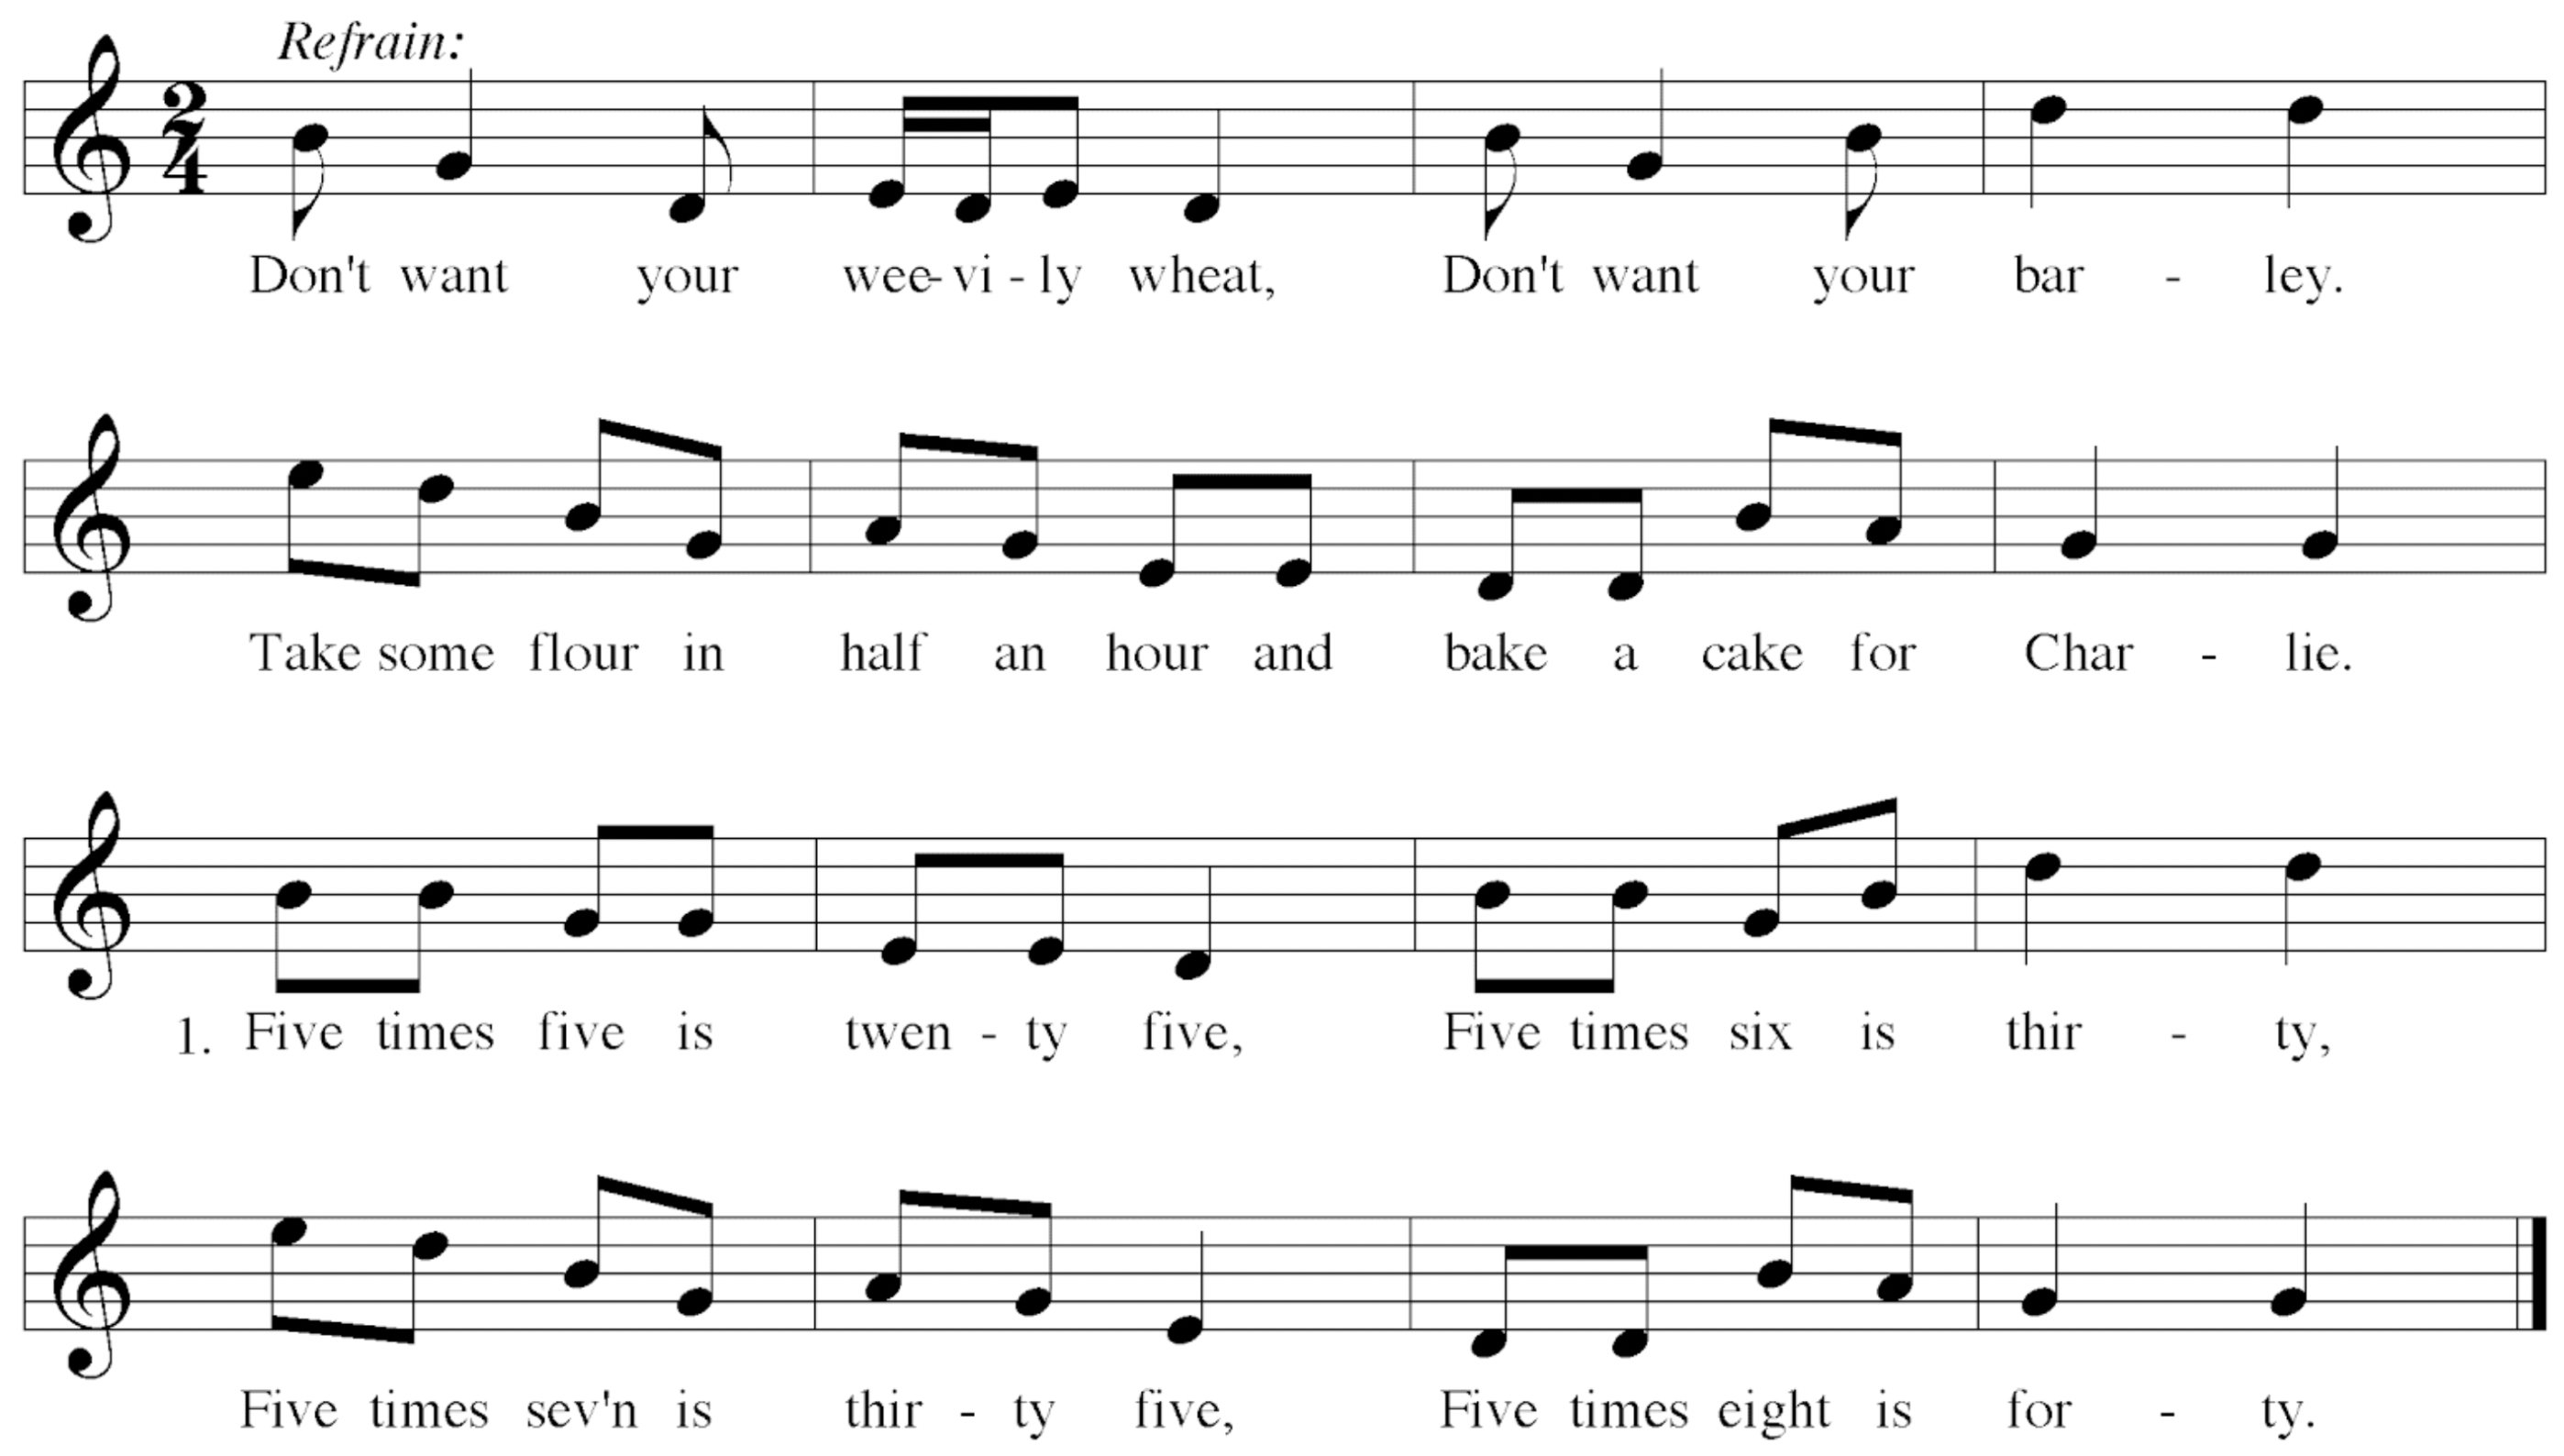 Refrain:
2
4
Don't want your wee-vi-ly wheat, Don't want your bar - ley.
Take some flour in half an hour and bake a cake for Char - lie.
1. Five times five is twen - ty five, Five times six is thir - ty,
Five times sev'n is thir - ty five, Five times eight is for - ty.